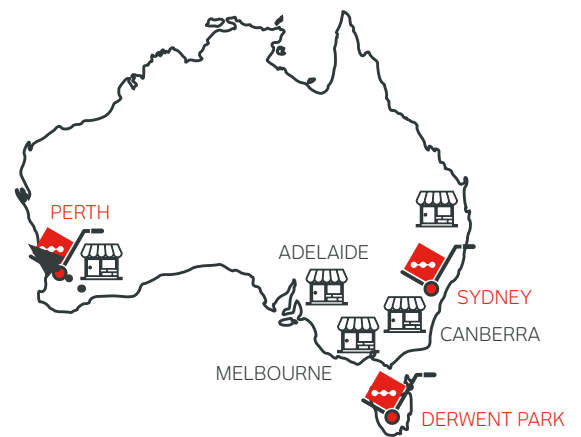 PERTH
ADELAIDE
SYDNEY
CANBERRA
MELBOURNE
DERWENT PARK